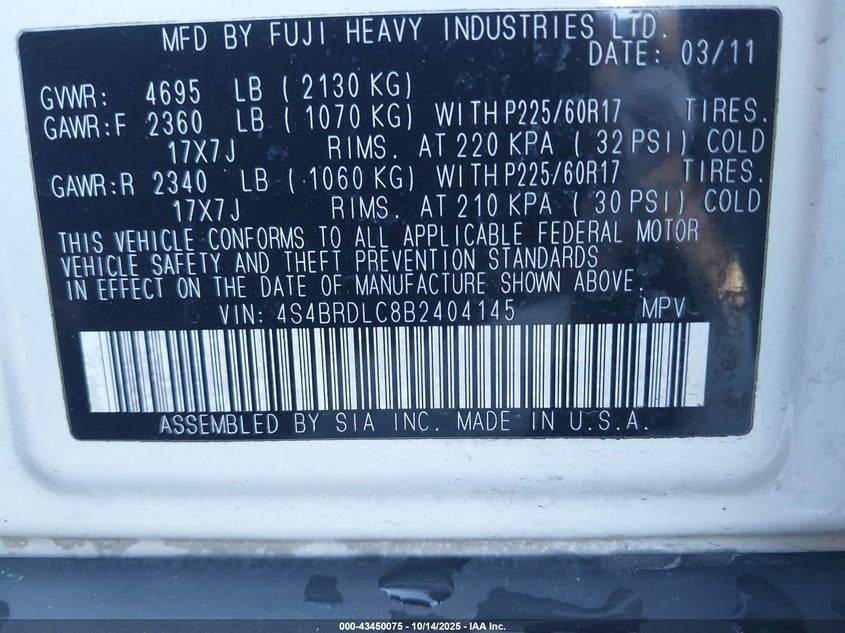 MFD BY FUJI HEAVY INDUSTRIES LTD.
DATE: 03/11
GVWR: 4695 LB (2130 KG)
GAWR:F 2360 LB (1070 KG) WITH P225/60R17 TIRES.
17X7J RIMS. AT 220 KPA (32 PSI) COLD
GAWR:R 2340 LB (1060 KG) WITH P225/60R17 TIRES.
17X7J RIMS. AT 210 KPA (30 PSI) COLD
THIS VEHICLE CONFORMS TO ALL APPLICABLE FEDERAL MOTOR
VEHICLE SAFETY AND THEFT PREVENTION STANDARDS
IN EFFECT ON THE DATE OF MANUFACTURE SHOWN ABOVE.
VIN: 4S4BRDLC8B2404145 MPV
ASSEMBLED BY SIA INC. MADE IN U.S.A.
000-43450075 - 10/14/2025 - IAA Inc.